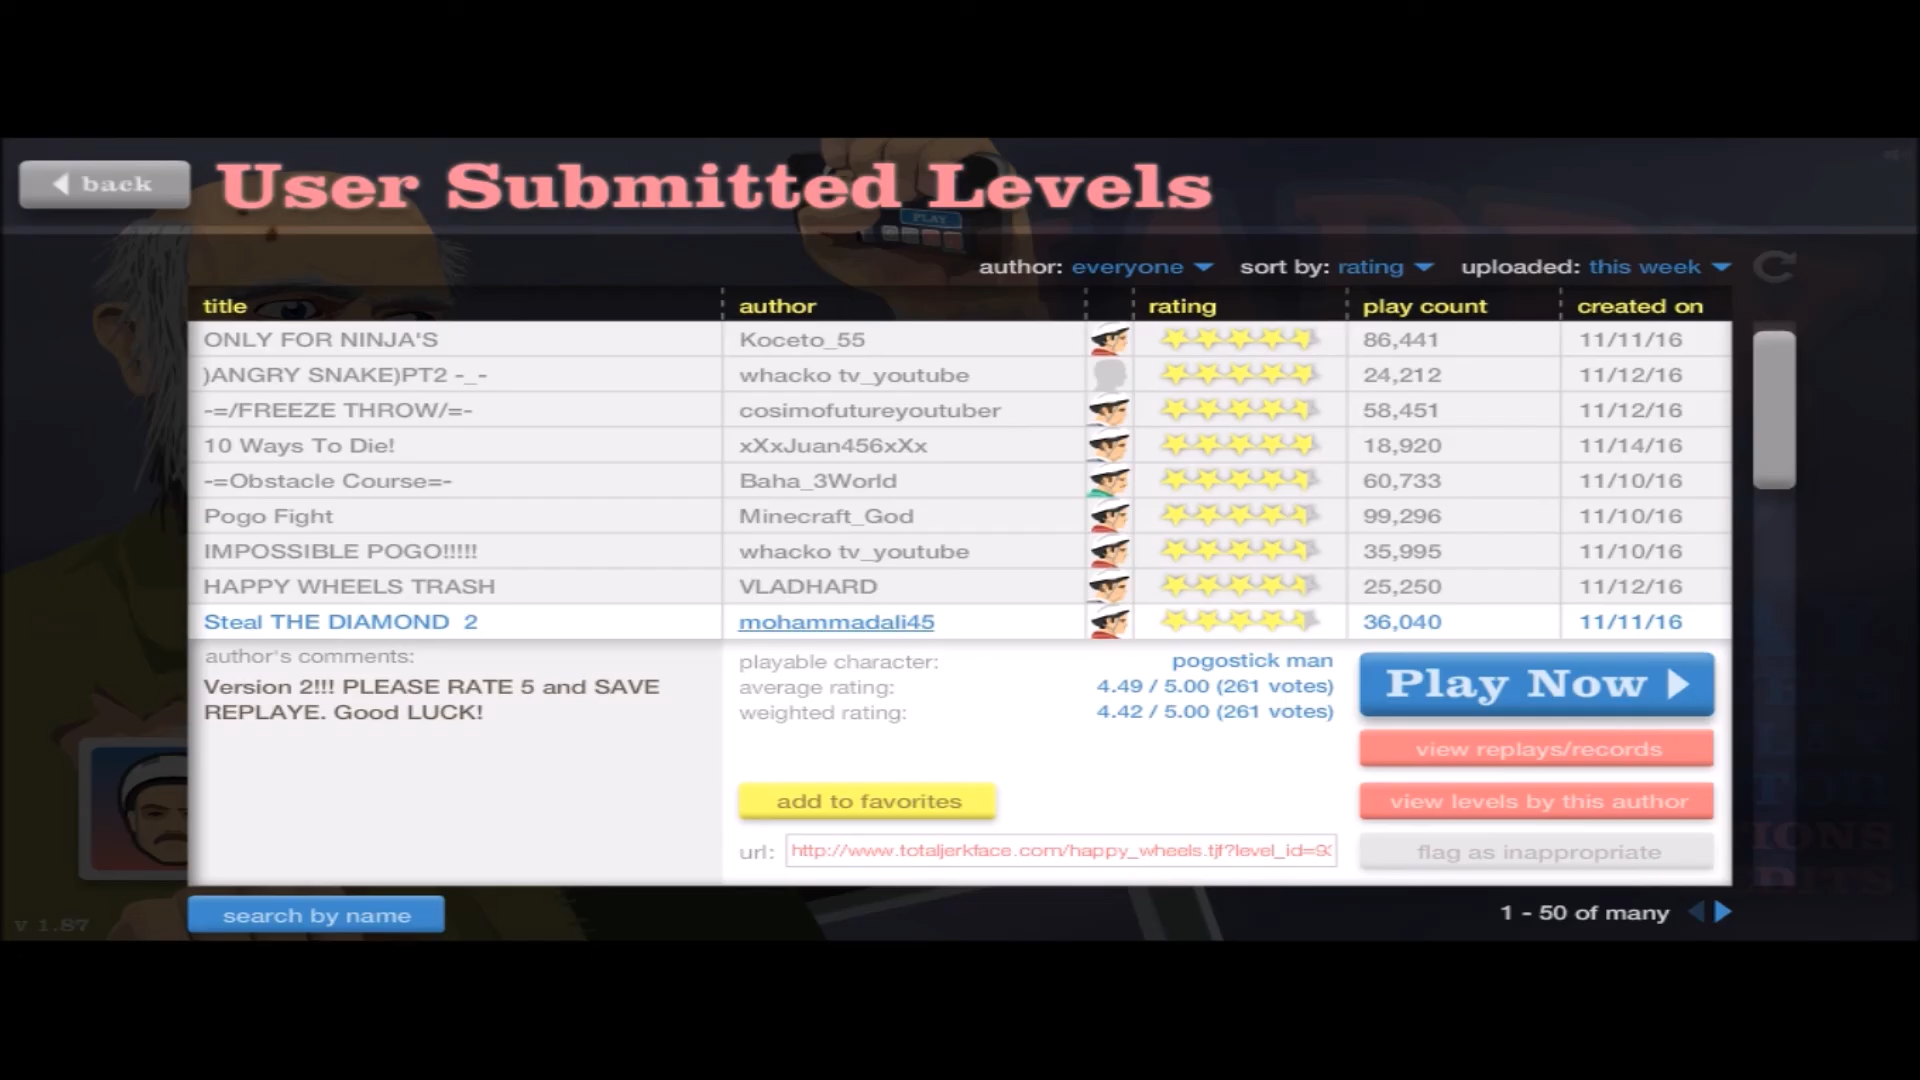 back
User Submitted Levels
PLAY
author: everyone sort by: rating uploaded: this week
title author rating play count created on
ONLY FOR NINJA'S Koceto_55 86,441 11/11/16
)ANGRY SNAKE)PT2 -_- whacko tv_youtube 24,212 11/12/16
-=/FREEZE THROW/=- cosimofutureyoutuber 58,451 11/12/16
10 Ways To Die! xXxJuan456xXx 18,920 11/14/16
-=Obstacle Course=- Baha_3World 60,733 11/10/16
Pogo Fight Minecraft_God 99,296 11/10/16
IMPOSSIBLE POGO!!!!! whacko tv_youtube 35,995 11/10/16
HAPPY WHEELS TRASH VLADHARD 25,250 11/12/16
Steal THE DIAMOND 2 mohammadali45 36,040 11/11/16
author's comments:
Version 2!!! PLEASE RATE 5 and SAVE
REPLAYE. Good LUCK!
playable character: pogostick man
average rating: 4.49 / 5.00 (261 votes)
weighted rating: 4.42 / 5.00 (261 votes)
Play Now
view replays/records
add to favorites
view levels by this author
url: http://www.totaljerkface.com/happy_wheels.tjf?level_id=9
flag as inappropriate
search by name
1 - 50 of many
v 1.87